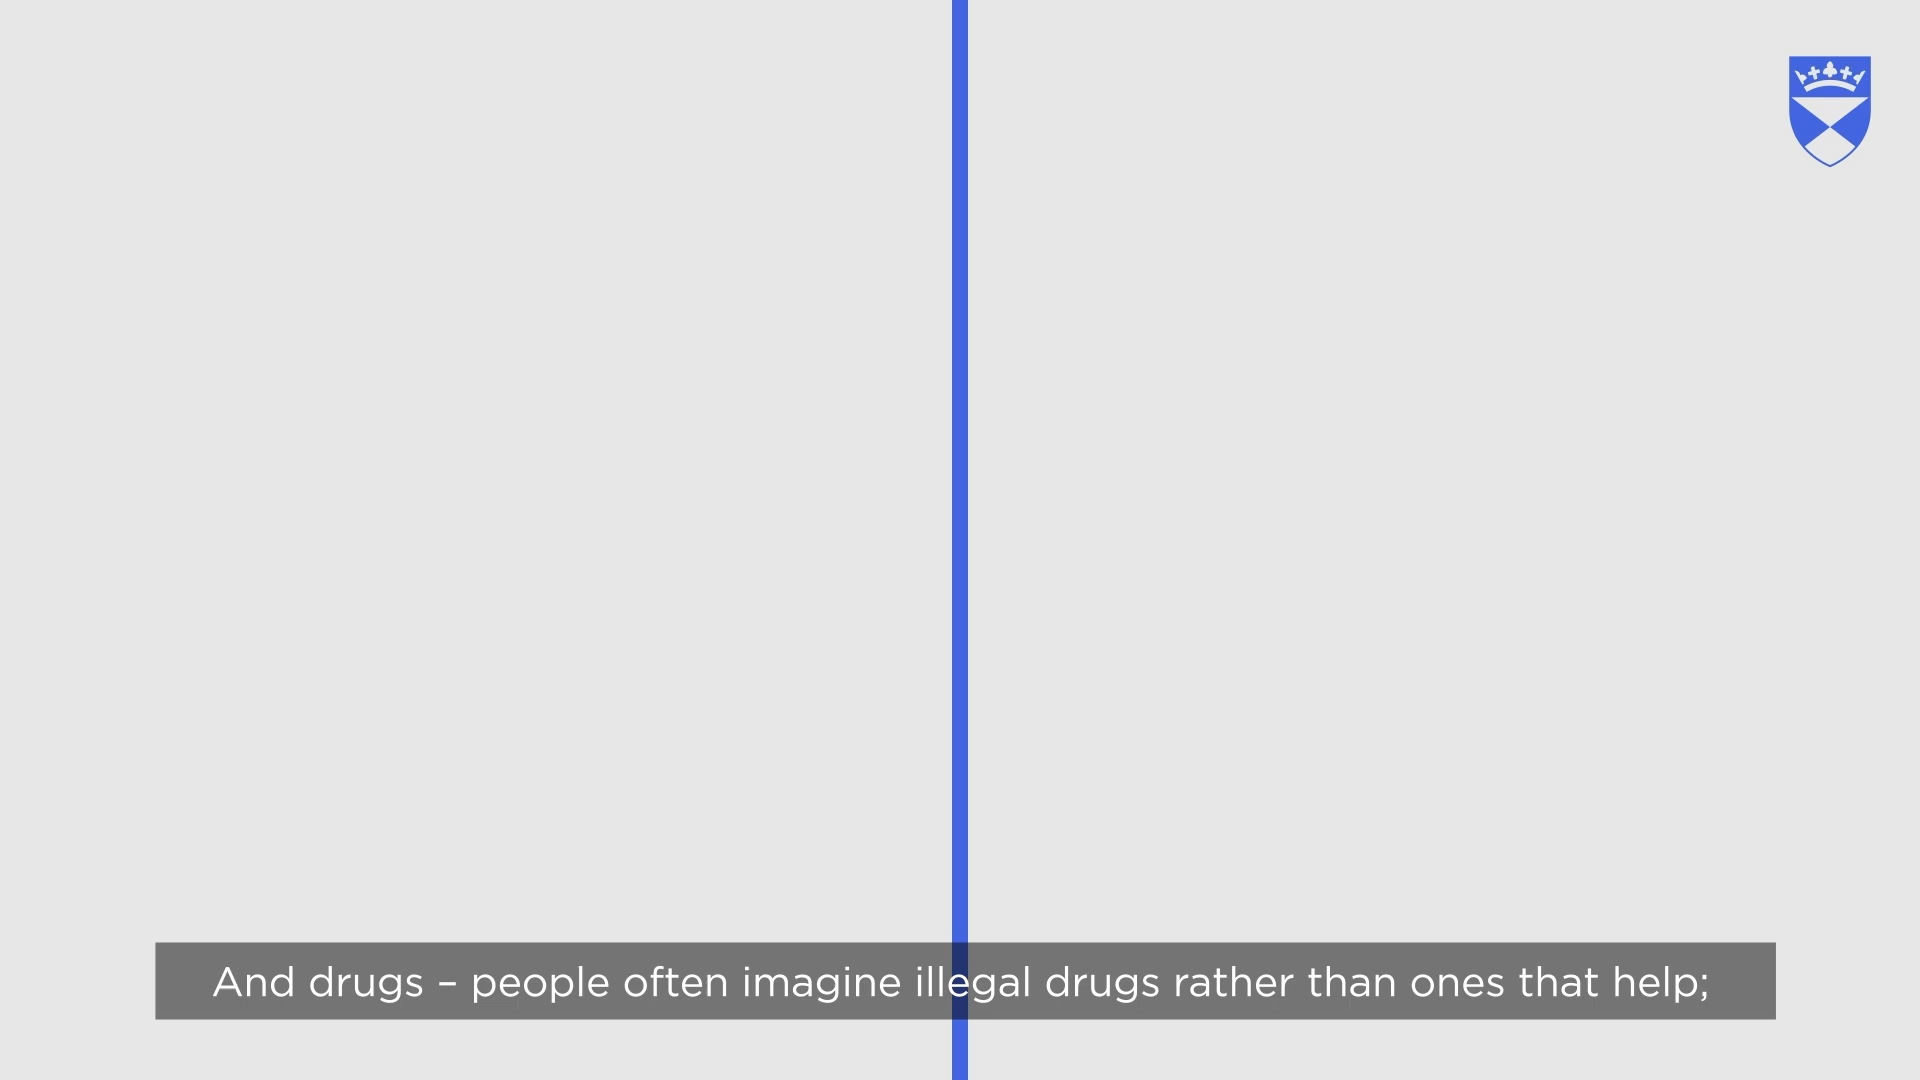 And drugs – people often imagine illegal drugs rather than ones that help;